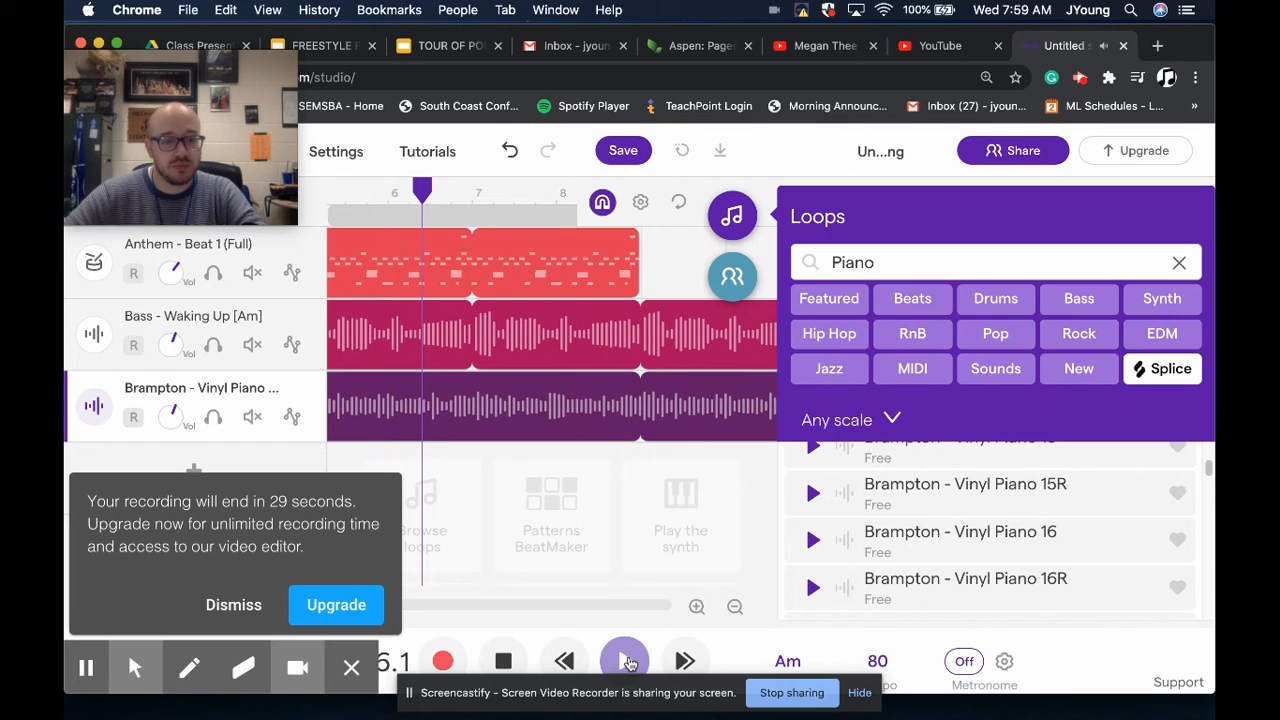 Chrome File Edit View History Bookmarks People Tab Window Help 100% Wed 7:59 AM JYoung
Class Presen FREESTYLE F TOUR OF PO Inbox - jyoun Aspen: Page Megan Thee YouTube Untitled s
om/studio/
SEMSBA - Home South Coast Conf... Spotify Player TeachPoint Login Morning Announc... Inbox (27) - jyoun... ML Schedules - L... »
Settings Tutorials Save Un...ng Share Upgrade
6 7 8
Loops
Anthem - Beat 1 (Full)
R Vol
Piano
Featured Beats Drums Bass Synth
Bass - Waking Up [Am]
R Vol
Hip Hop RnB Pop Rock EDM
Jazz MIDI Sounds New Splice
Brampton - Vinyl Piano ...
R Vol
Any scale
Free
Brampton - Vinyl Piano 15R
Free
Brampton - Vinyl Piano 16
Free
Brampton - Vinyl Piano 16R
Free
Browse
loops
Patterns
BeatMaker
Play the
synth
Your recording will end in 29 seconds.
Upgrade now for unlimited recording time
and access to our video editor.
Dismiss Upgrade
6.1 Am 80 Off
Metronome
Support
Screencastify - Screen Video Recorder is sharing your screen. Stop sharing Hide